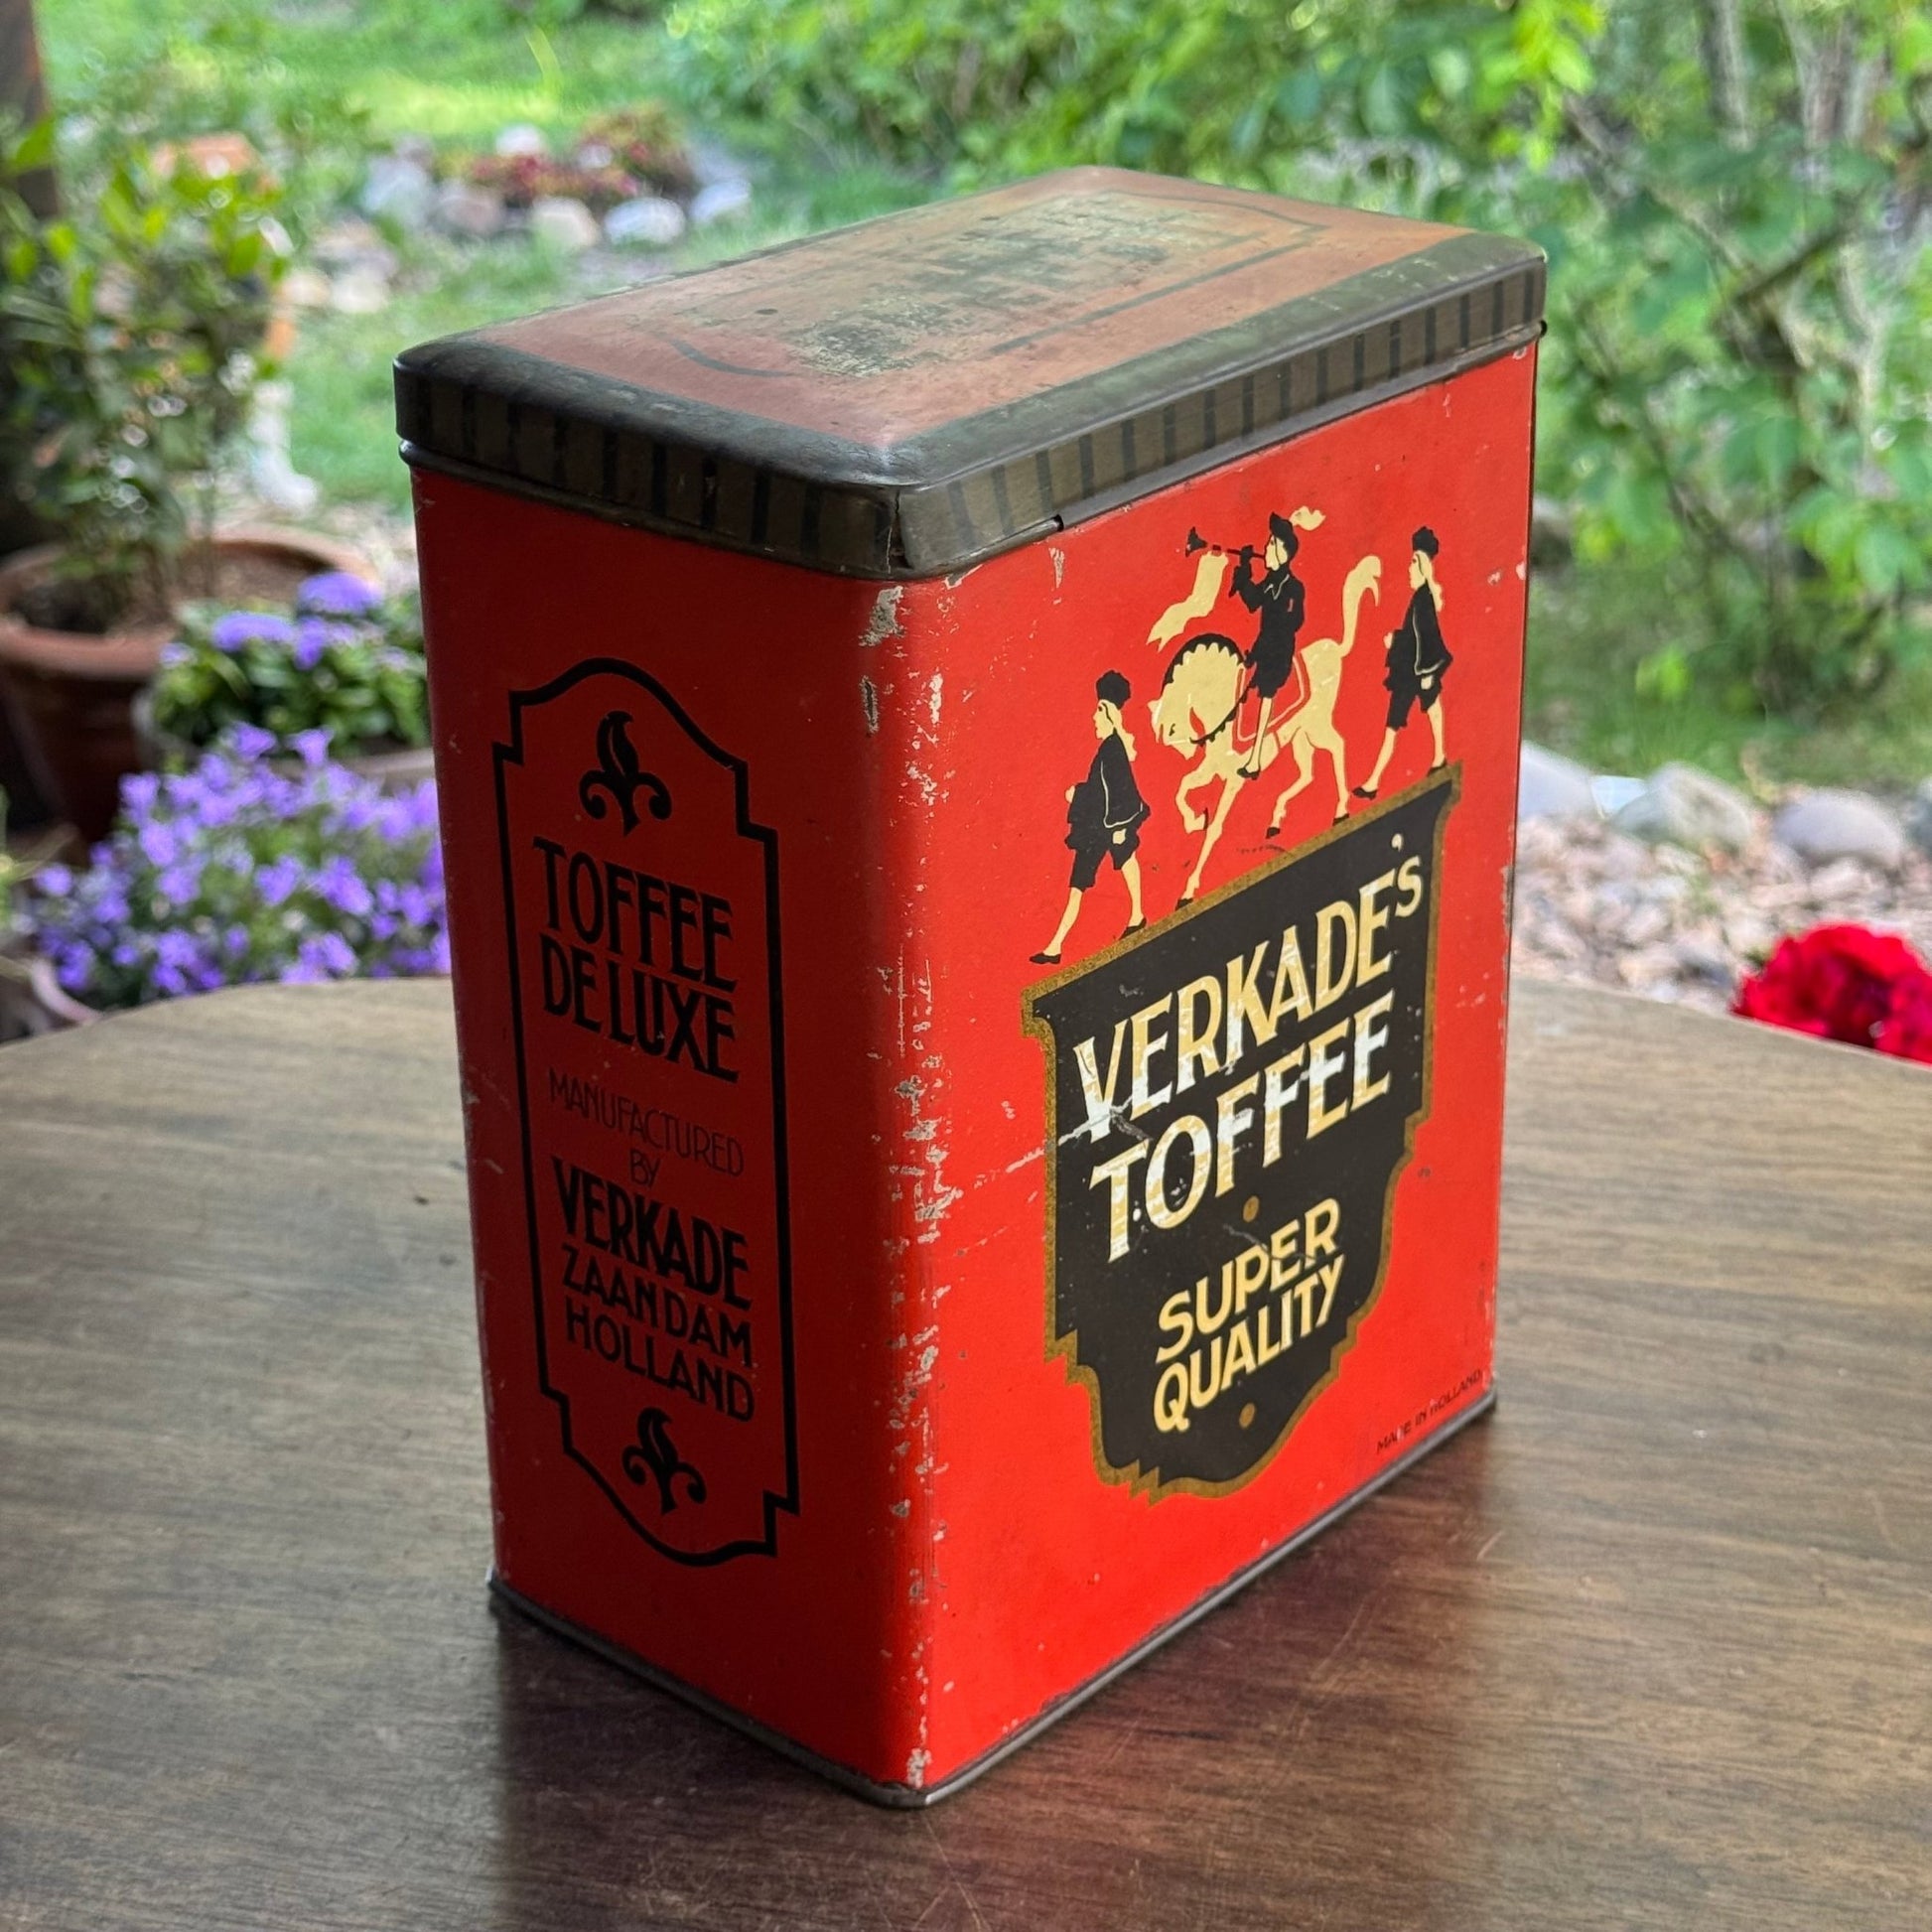 TOFFEE
DE LUXE
MANUFACTURED
BY
VERKADE
ZAANDAM
HOLLAND
VERKADE'S
TOFFEE
SUPER
QUALITY
MADE IN HOLLAND